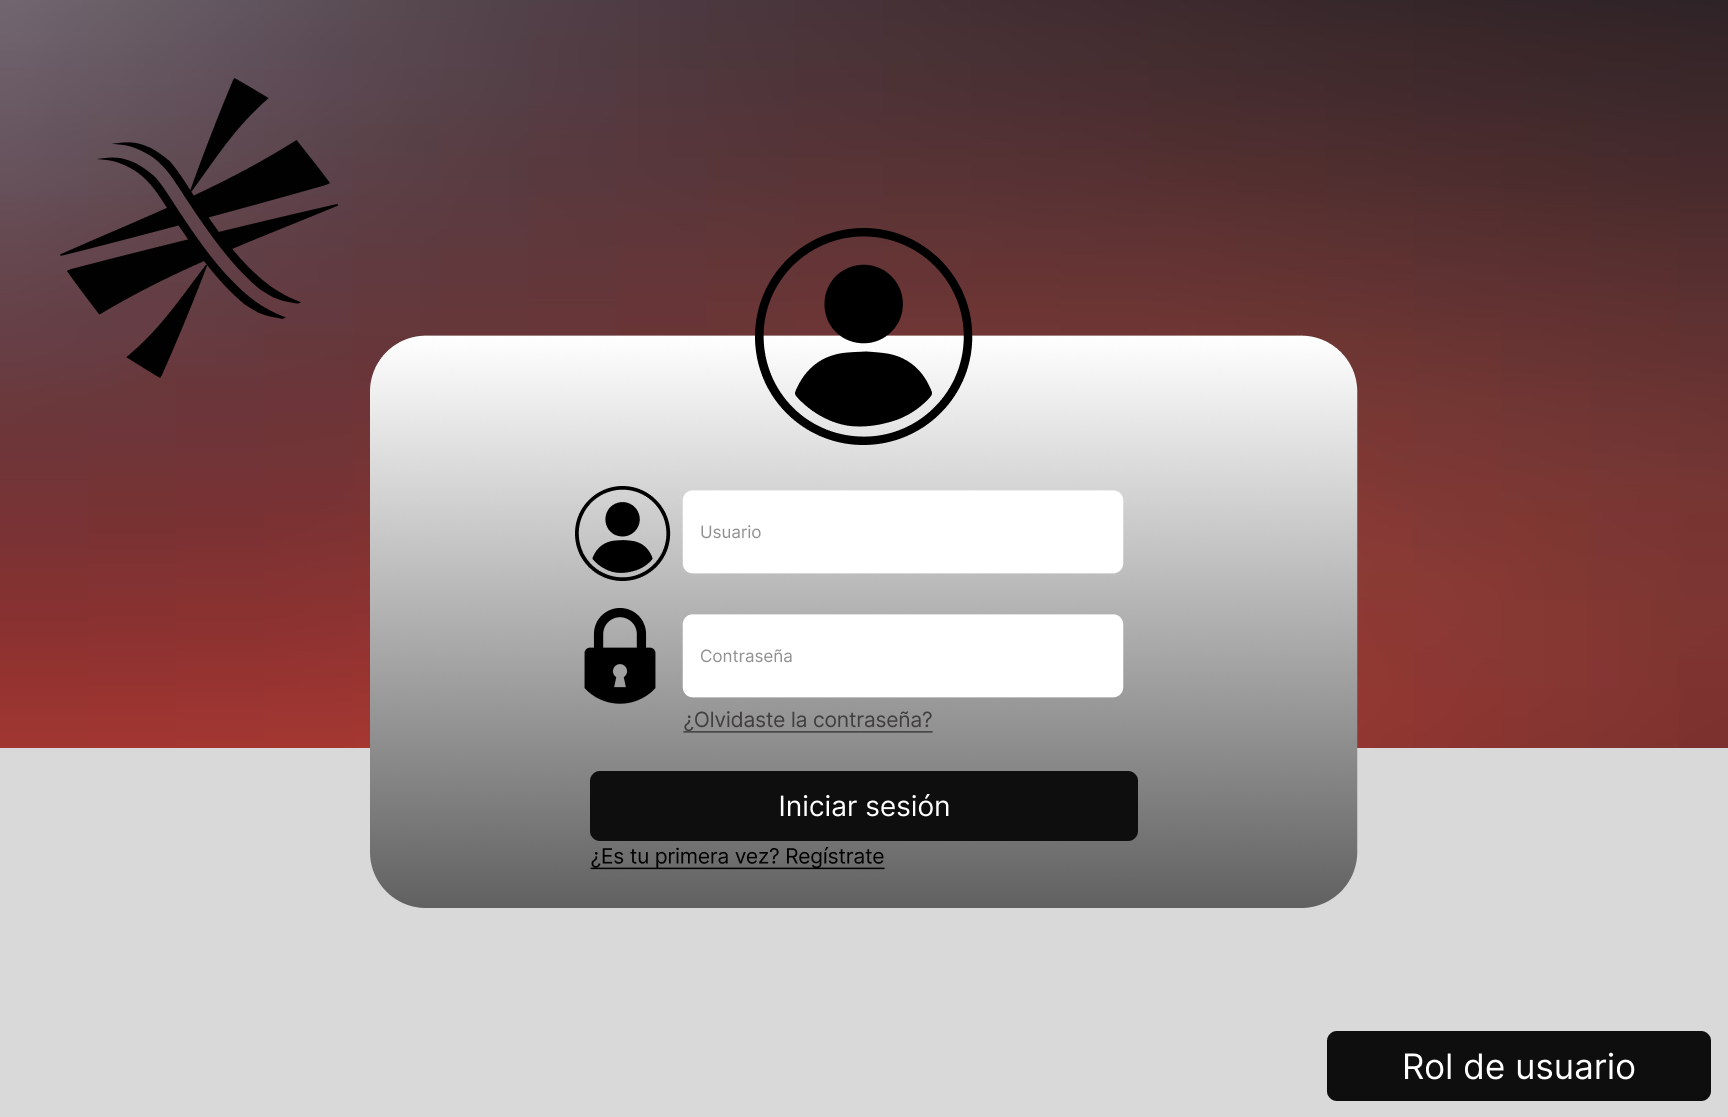 Usuario
Contraseña
¿Olvidaste la contraseña?
Iniciar sesión
¿Es tu primera vez? Regístrate
Rol de usuario